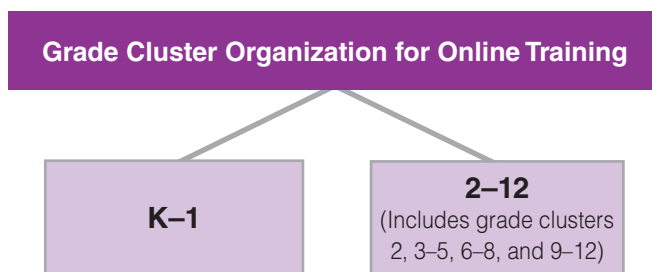 Grade Cluster Organization for Online Training
K–1
2–12
(Includes grade clusters
2, 3–5, 6–8, and 9–12)